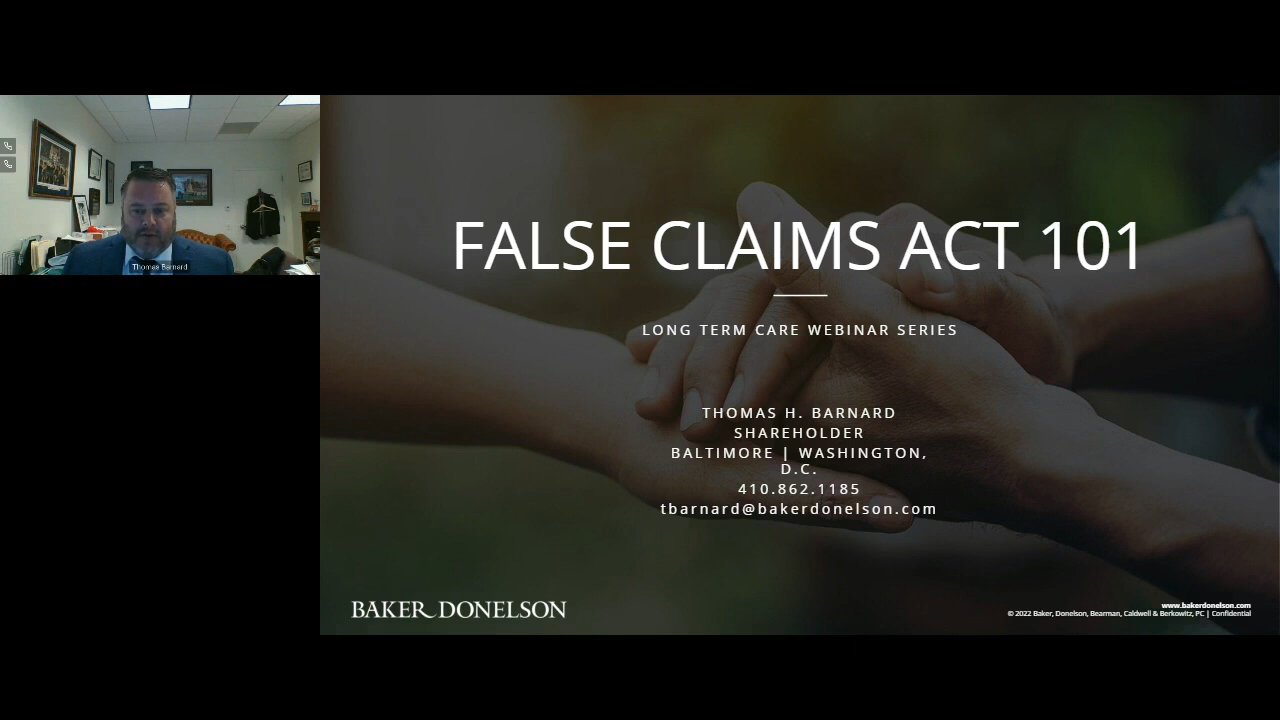 Thomas Barnard
FALSE CLAIMS ACT 101
LONG TERM CARE WEBINAR SERIES
THOMAS H. BARNARD
SHAREHOLDER
BALTIMORE | WASHINGTON,
D.C.
410.862.1185
tbarnard@bakerdonelson.com
BAKER DONELSON
www.bakerdonelson.com
© 2022 Baker, Donelson, Bearman, Caldwell & Berkowitz, PC | Confidential